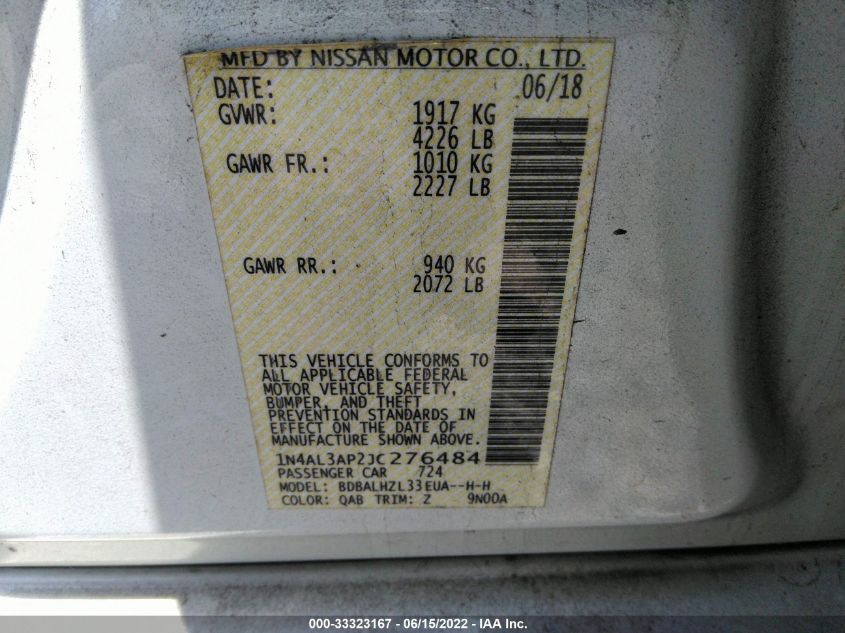 MFD BY NISSAN MOTOR CO., LTD.
DATE: 06/18
GVWR: 1917 KG
4226 LB
GAWR FR.: 1010 KG
2227 LB
GAWR RR.: 940 KG
2072 LB
THIS VEHICLE CONFORMS TO
ALL APPLICABLE FEDERAL
MOTOR VEHICLE SAFETY,
BUMPER, AND THEFT
PREVENTION STANDARDS IN
EFFECT ON THE DATE OF
MANUFACTURE SHOWN ABOVE.
1N4AL3AP2JC276484
PASSENGER CAR 724
MODEL: BDBALHZL33EUA--H-H
COLOR: QAB TRIM: Z 9N00A
000-33323167 - 06/15/2022 - IAA Inc.